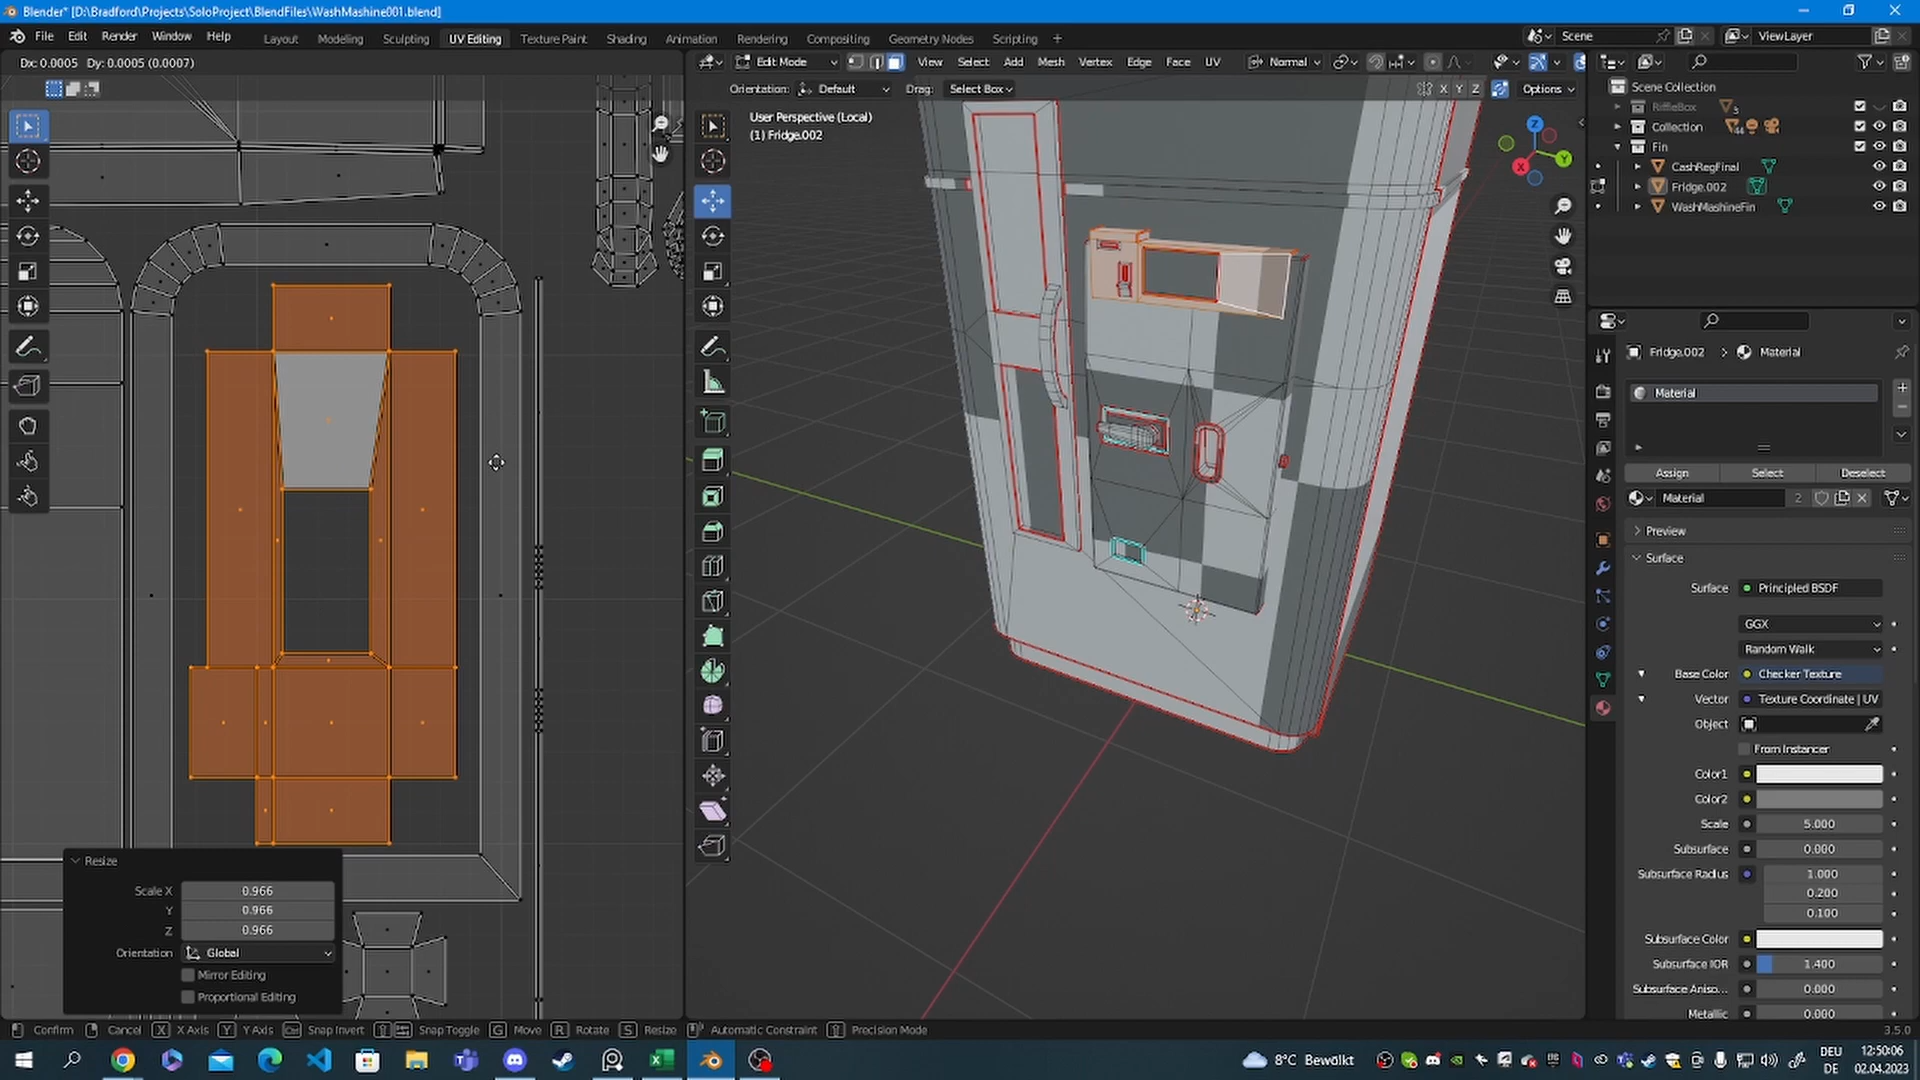 Blender* [D:\Bradford\Projects\SoloProject\BlendFiles\WashMashine001.blend]
File Edit Render Window Help
Layout Modeling Sculpting UV Editing Texture Paint Shading Animation Rendering Compositing Geometry Nodes Scripting +
Scene
ViewLayer
Dx: 0.0005 Dy: 0.0005 (0.0007)
Edit Mode
View Select Add Mesh Vertex Edge Face UV
Normal
Orientation: Default
Drag: Select Box
X Y Z
Options
User Perspective (Local)
(1) Fridge.002
Z
Y
X
Scene Collection
RiffleBox
Collection
Fin
CashRegFinal
Fridge.002
WashMashineFin
Fridge.002 > Material
Material
Assign Select Deselect
Material 2
Preview
Surface
Surface Principled BSDF
GGX
Random Walk
Base Color Checker Texture
Vector Texture Coordinate | UV
Object
From Instancer
Color1
Color2
Scale 5.000
Subsurface 0.000
Subsurface Radius 1.000
0.200
0.100
Subsurface Color
Subsurface IOR 1.400
Subsurface Aniso... 0.000
Metallic 0.000
Resize
Scale X 0.966
Y 0.966
Z 0.966
Orientation Global
Mirror Editing
Proportional Editing
Confirm Cancel X X Axis Y Y Axis Snap Invert Snap Toggle G Move R Rotate S Resize Automatic Constraint Precision Mode
3.5.0
8°C Bewölkt
DEU
DE
12:50:06
02.04.2023